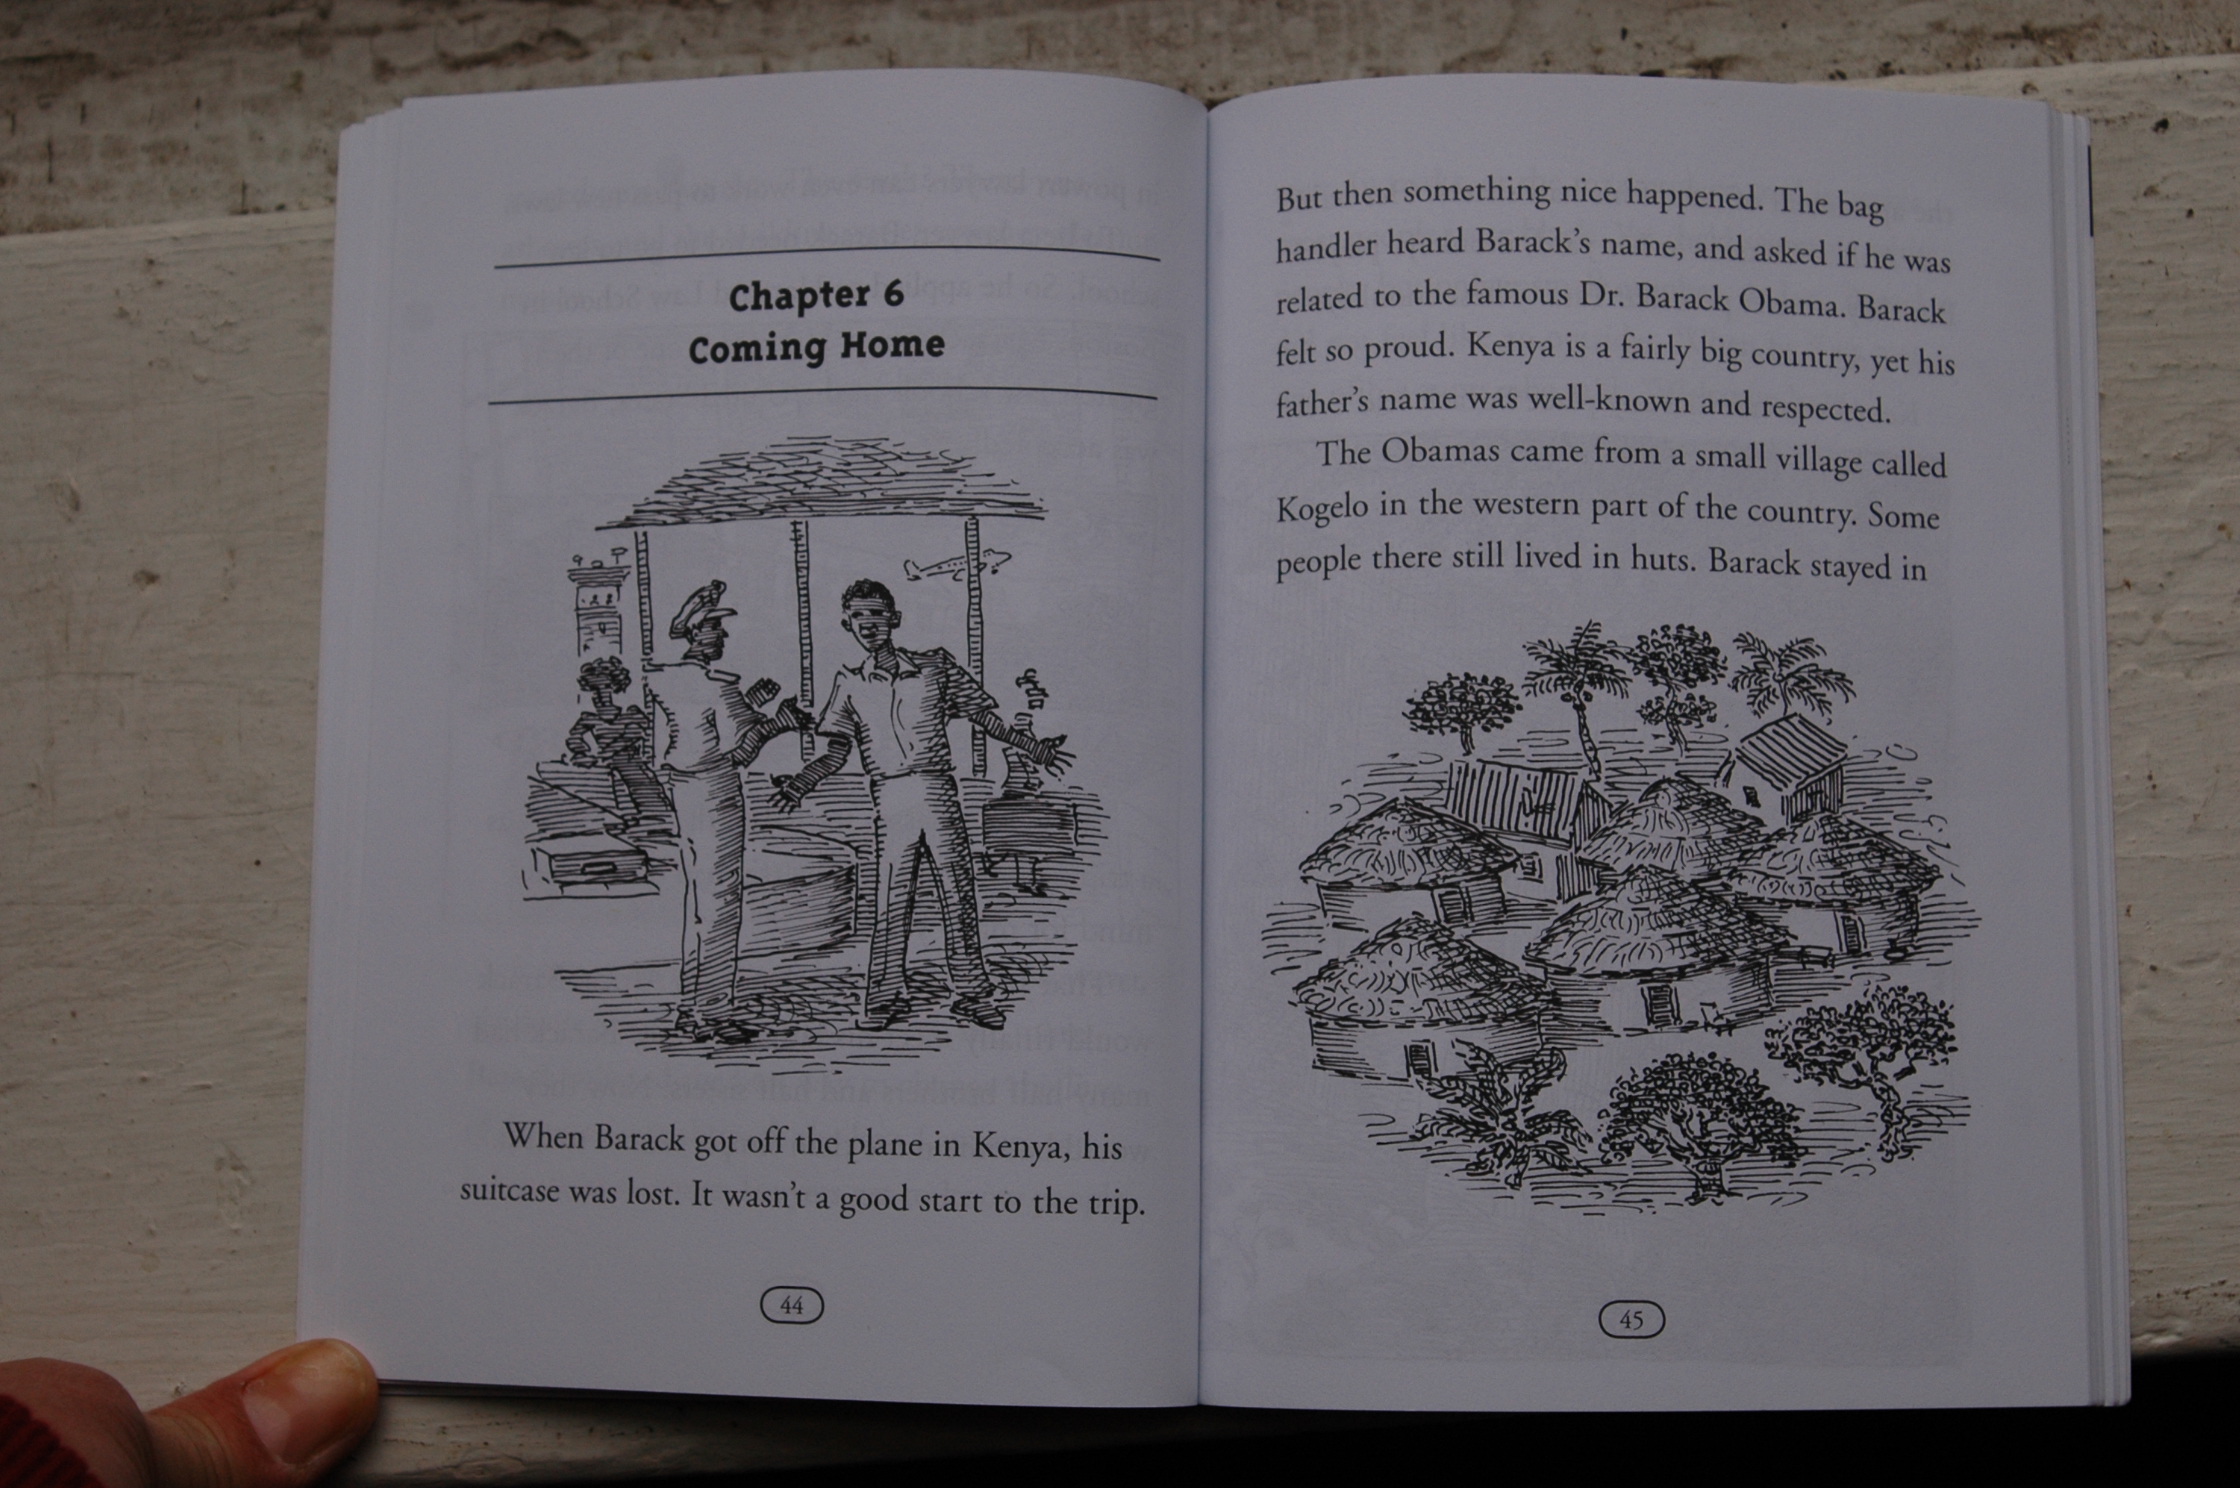 Chapter 6
Coming Home
When Barack got off the plane in Kenya, his
suitcase was lost. It wasn't a good start to the trip.
44
But then something nice happened. The bag
handler heard Barack's name, and asked if he was
related to the famous Dr. Barack Obama. Barack
felt so proud. Kenya is a fairly big country, yet his
father's name was well-known and respected.
The Obamas came from a small village called
Kogelo in the western part of the country. Some
people there still lived in huts. Barack stayed in
45